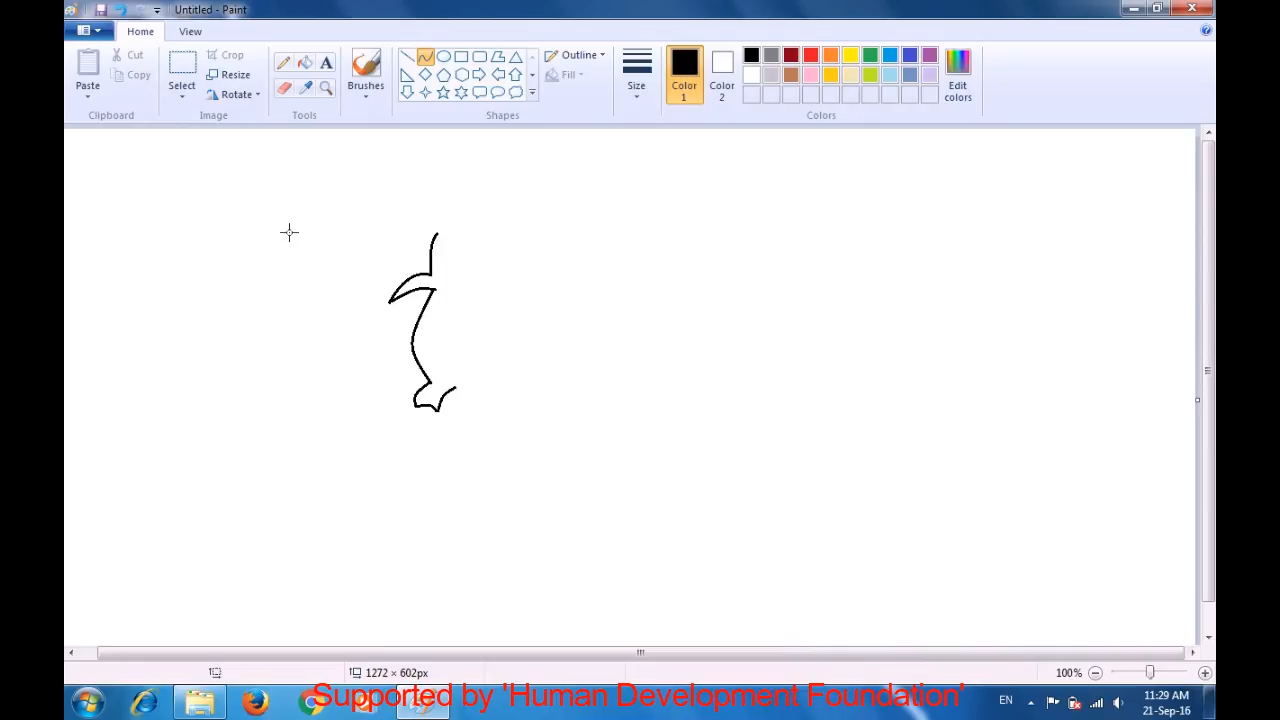 Untitled - Paint
Home
View
Paste
Cut
Copy
Clipboard
Select
Crop
Resize
Rotate
Image
A
Tools
Brushes
Shapes
Outline
Fill
Size
Color 1
Color 2
Edit colors
Colors
1272 × 602px
100%
EN
11:29 AM
21-Sep-16
Supported by 'Human Development Foundation'